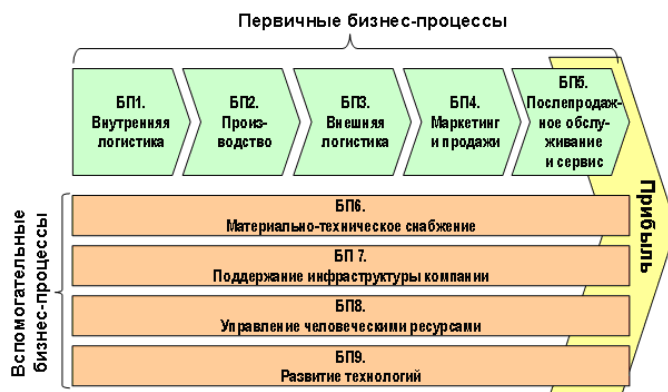 Первичные бизнес-процессы
БП1.
Внутренняя
логистика
БП2.
Произ-
водство
БП3.
Внешняя
логистика
БП4.
Маркетинг
и продажи
БП5.
Послепродаж-
ное обслу-
живание
и сервис
Вспомогательные
бизнес-процессы
БП6.
Материально-техническое снабжение
БП 7.
Поддержание инфраструктуры компании
БП8.
Управление человеческими ресурсами
БП9.
Развитие технологий
Прибыль